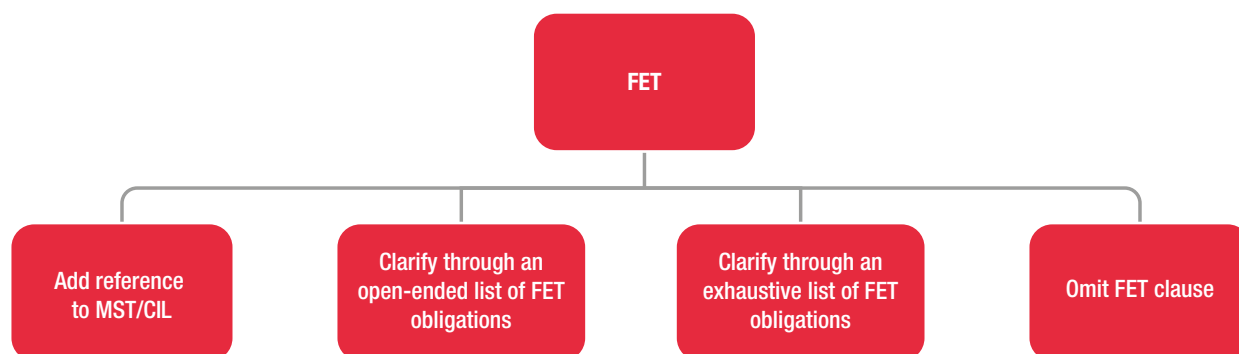 FET
Add reference
to MST/CIL
Clarify through an
open-ended list of FET
obligations
Clarify through an
exhaustive list of FET
obligations
Omit FET clause